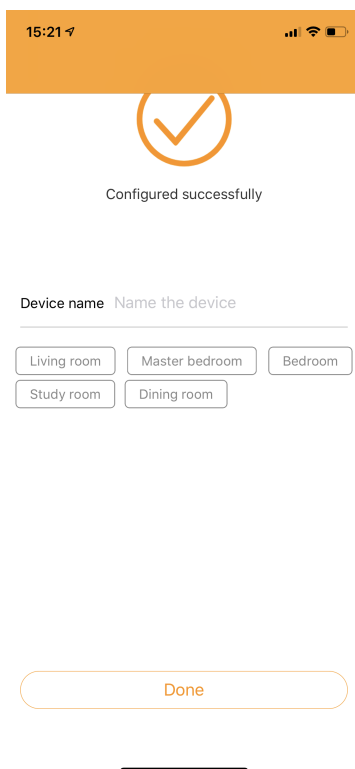 15:21
Configured successfully
Device name Name the device
Living room Master bedroom Bedroom
Study room Dining room
Done